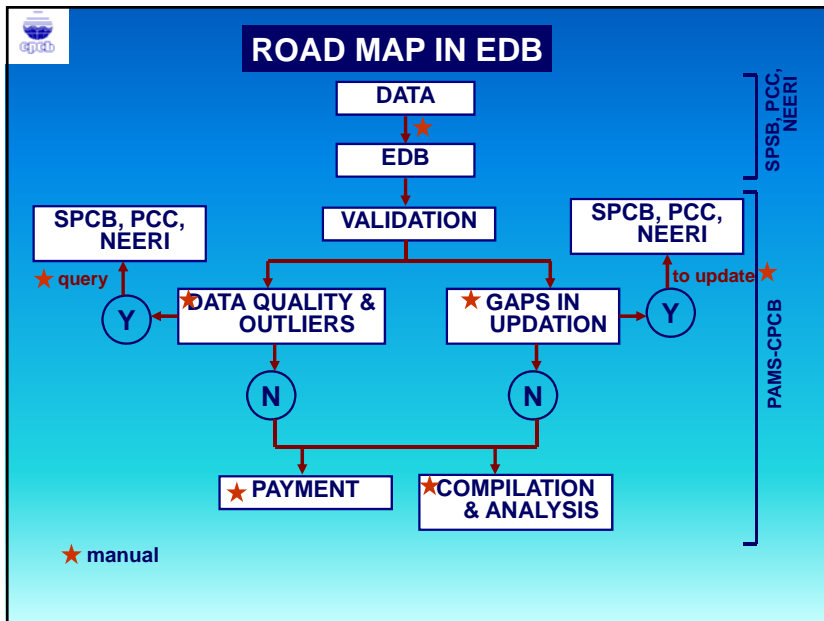 cpcb
ROAD MAP IN EDB
DATA
EDB
VALIDATION
SPCB, PCC,
NEERI
query
Y
DATA QUALITY &
OUTLIERS
GAPS IN
UPDATION
SPCB, PCC,
NEERI
to update
Y
N
N
PAYMENT
COMPILATION
& ANALYSIS
manual
SPSB, PCC,
NEERI
PAMS-CPCB